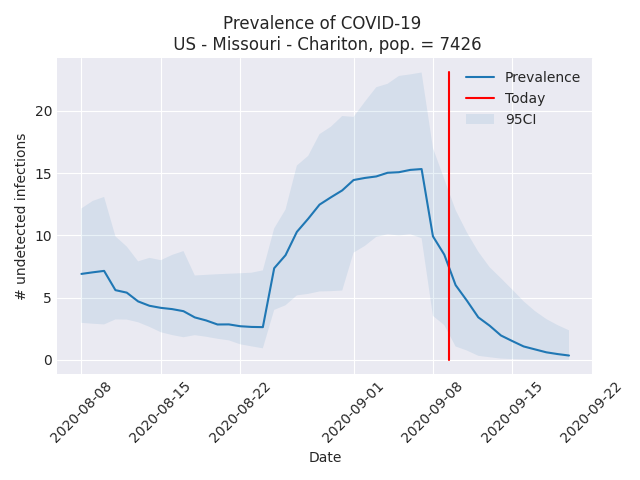 Prevalence of COVID-19
US - Missouri - Chariton, pop. = 7426
Prevalence
Today
95CI
# undetected infections
20
15
10
5
0
2020-08-08
2020-08-15
2020-08-22
2020-09-01
2020-09-08
2020-09-15
2020-09-22
Date